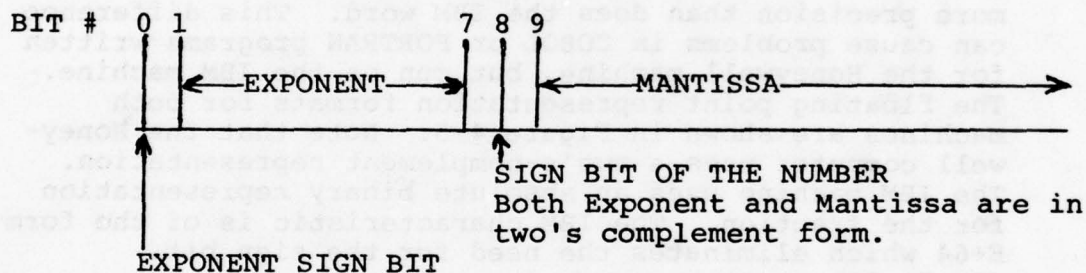 BIT # 0 1 7 8 9
EXPONENT MANTISSA
SIGN BIT OF THE NUMBER
Both Exponent and Mantissa are in
two's complement form.
EXPONENT SIGN BIT